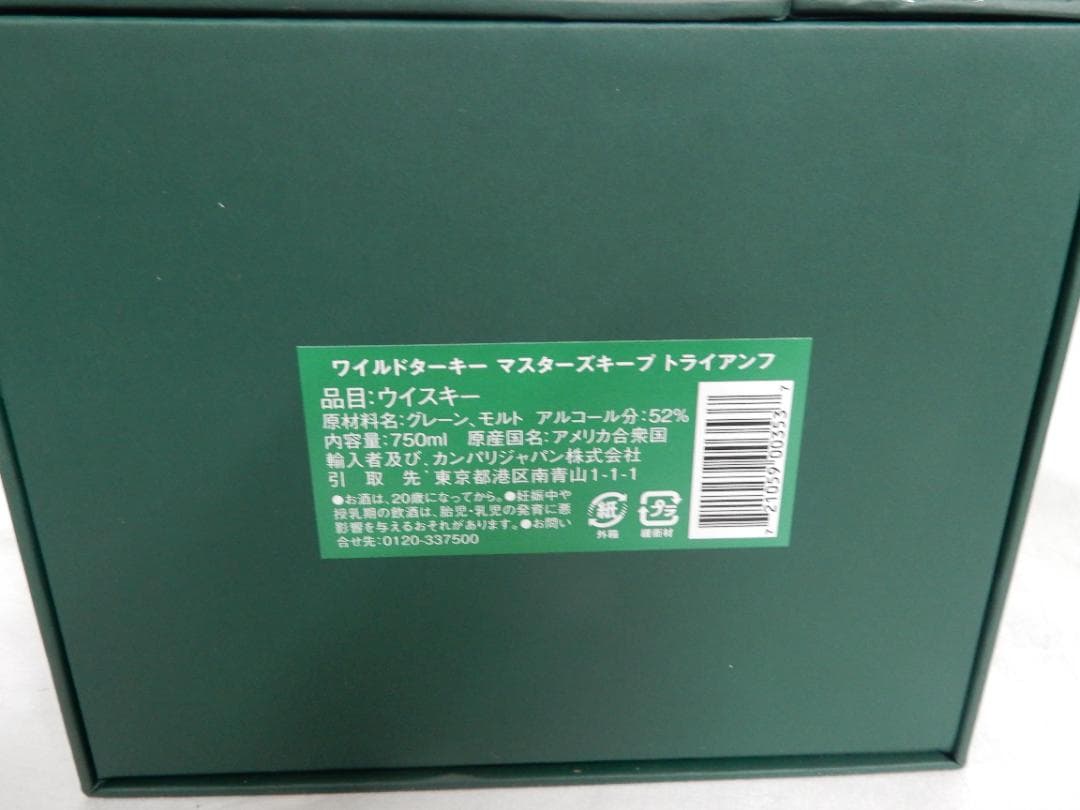 ワイルドターキー マスターズキープ トライアンフ
品目:ウイスキー
原材料名:グレーン、モルト アルコール分:52%
内容量:750ml 原産国名:アメリカ合衆国
輸入者及び、カンパリジャパン株式会社
引取先:東京都港区南青山1-1-1
●お酒は、20歳になってから。●妊娠中や
授乳期の飲酒は、胎児・乳児の発育に悪
影響を与えるおそれがあります。●お問い
合せ先:0120-337500
紙
外箱
プラ
緩衝材
7 21059 00353 7